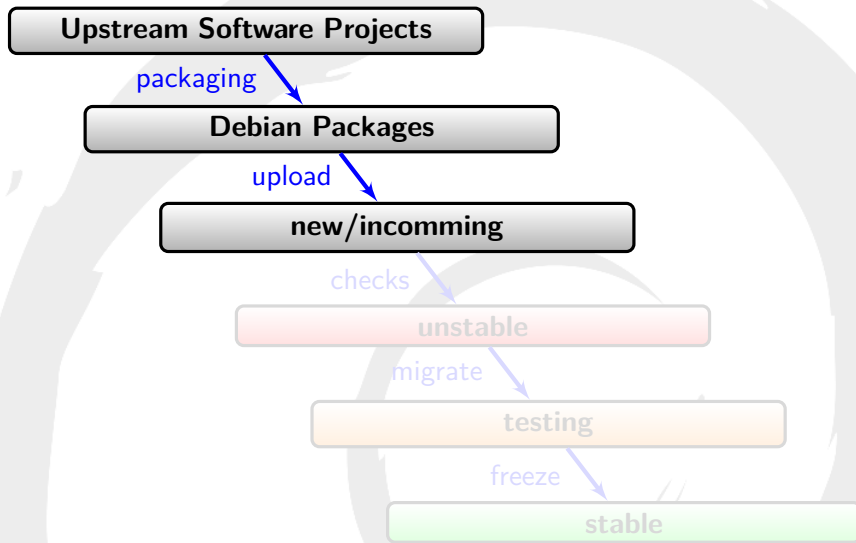 Upstream Software Projects
packaging
Debian Packages
upload
new/incomming
checks
unstable
migrate
testing
freeze
stable